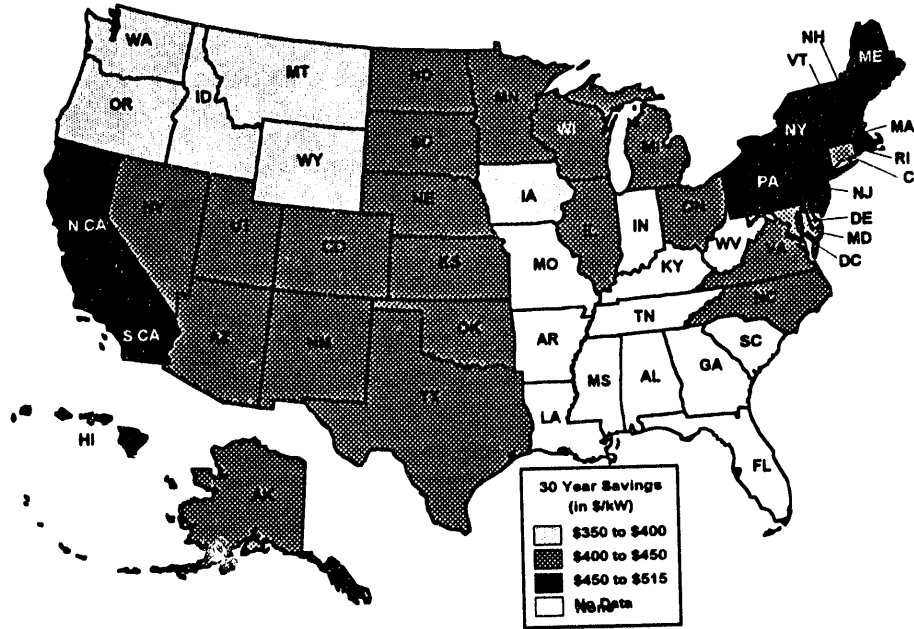 NH
VT
ME
WA
MT
ND
MN
OR
ID
MA
NY
WI
SD
MI
RI
WY
C
PA
IA
NE
NJ
OH
NV
IN
IL
DE
UT
N CA
WV
MD
CO
VA
KS
MO
KY
DC
NC
TN
S CA
OK
AZ
NM
AR
SC
GA
MS
AL
TX
LA
HI
FL
AK
30 Year Savings
(in $/kW)
$350 to $400
$400 to $450
$450 to $515
No Data